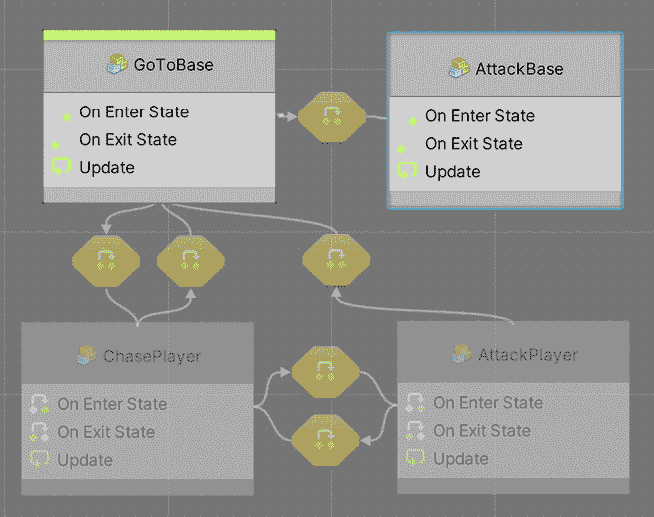 GoToBase
On Enter State
On Exit State
Update
AttackBase
On Enter State
On Exit State
Update
ChasePlayer
On Enter State
On Exit State
Update
AttackPlayer
On Enter State
On Exit State
Update